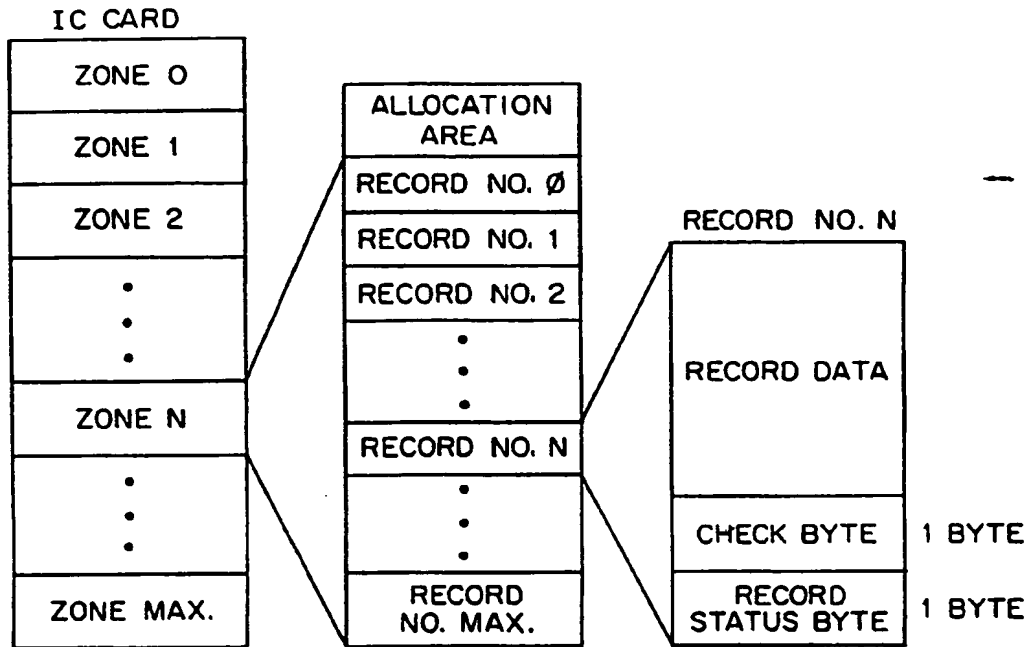 IC CARD
ZONE 0
ZONE 1
ZONE 2
ZONE N
ZONE MAX.
ALLOCATION
AREA
RECORD NO. Ø
RECORD NO. 1
RECORD NO. 2
RECORD NO. N
RECORD
NO. MAX.
RECORD NO. N
RECORD DATA
CHECK BYTE 1 BYTE
RECORD
STATUS BYTE 1 BYTE